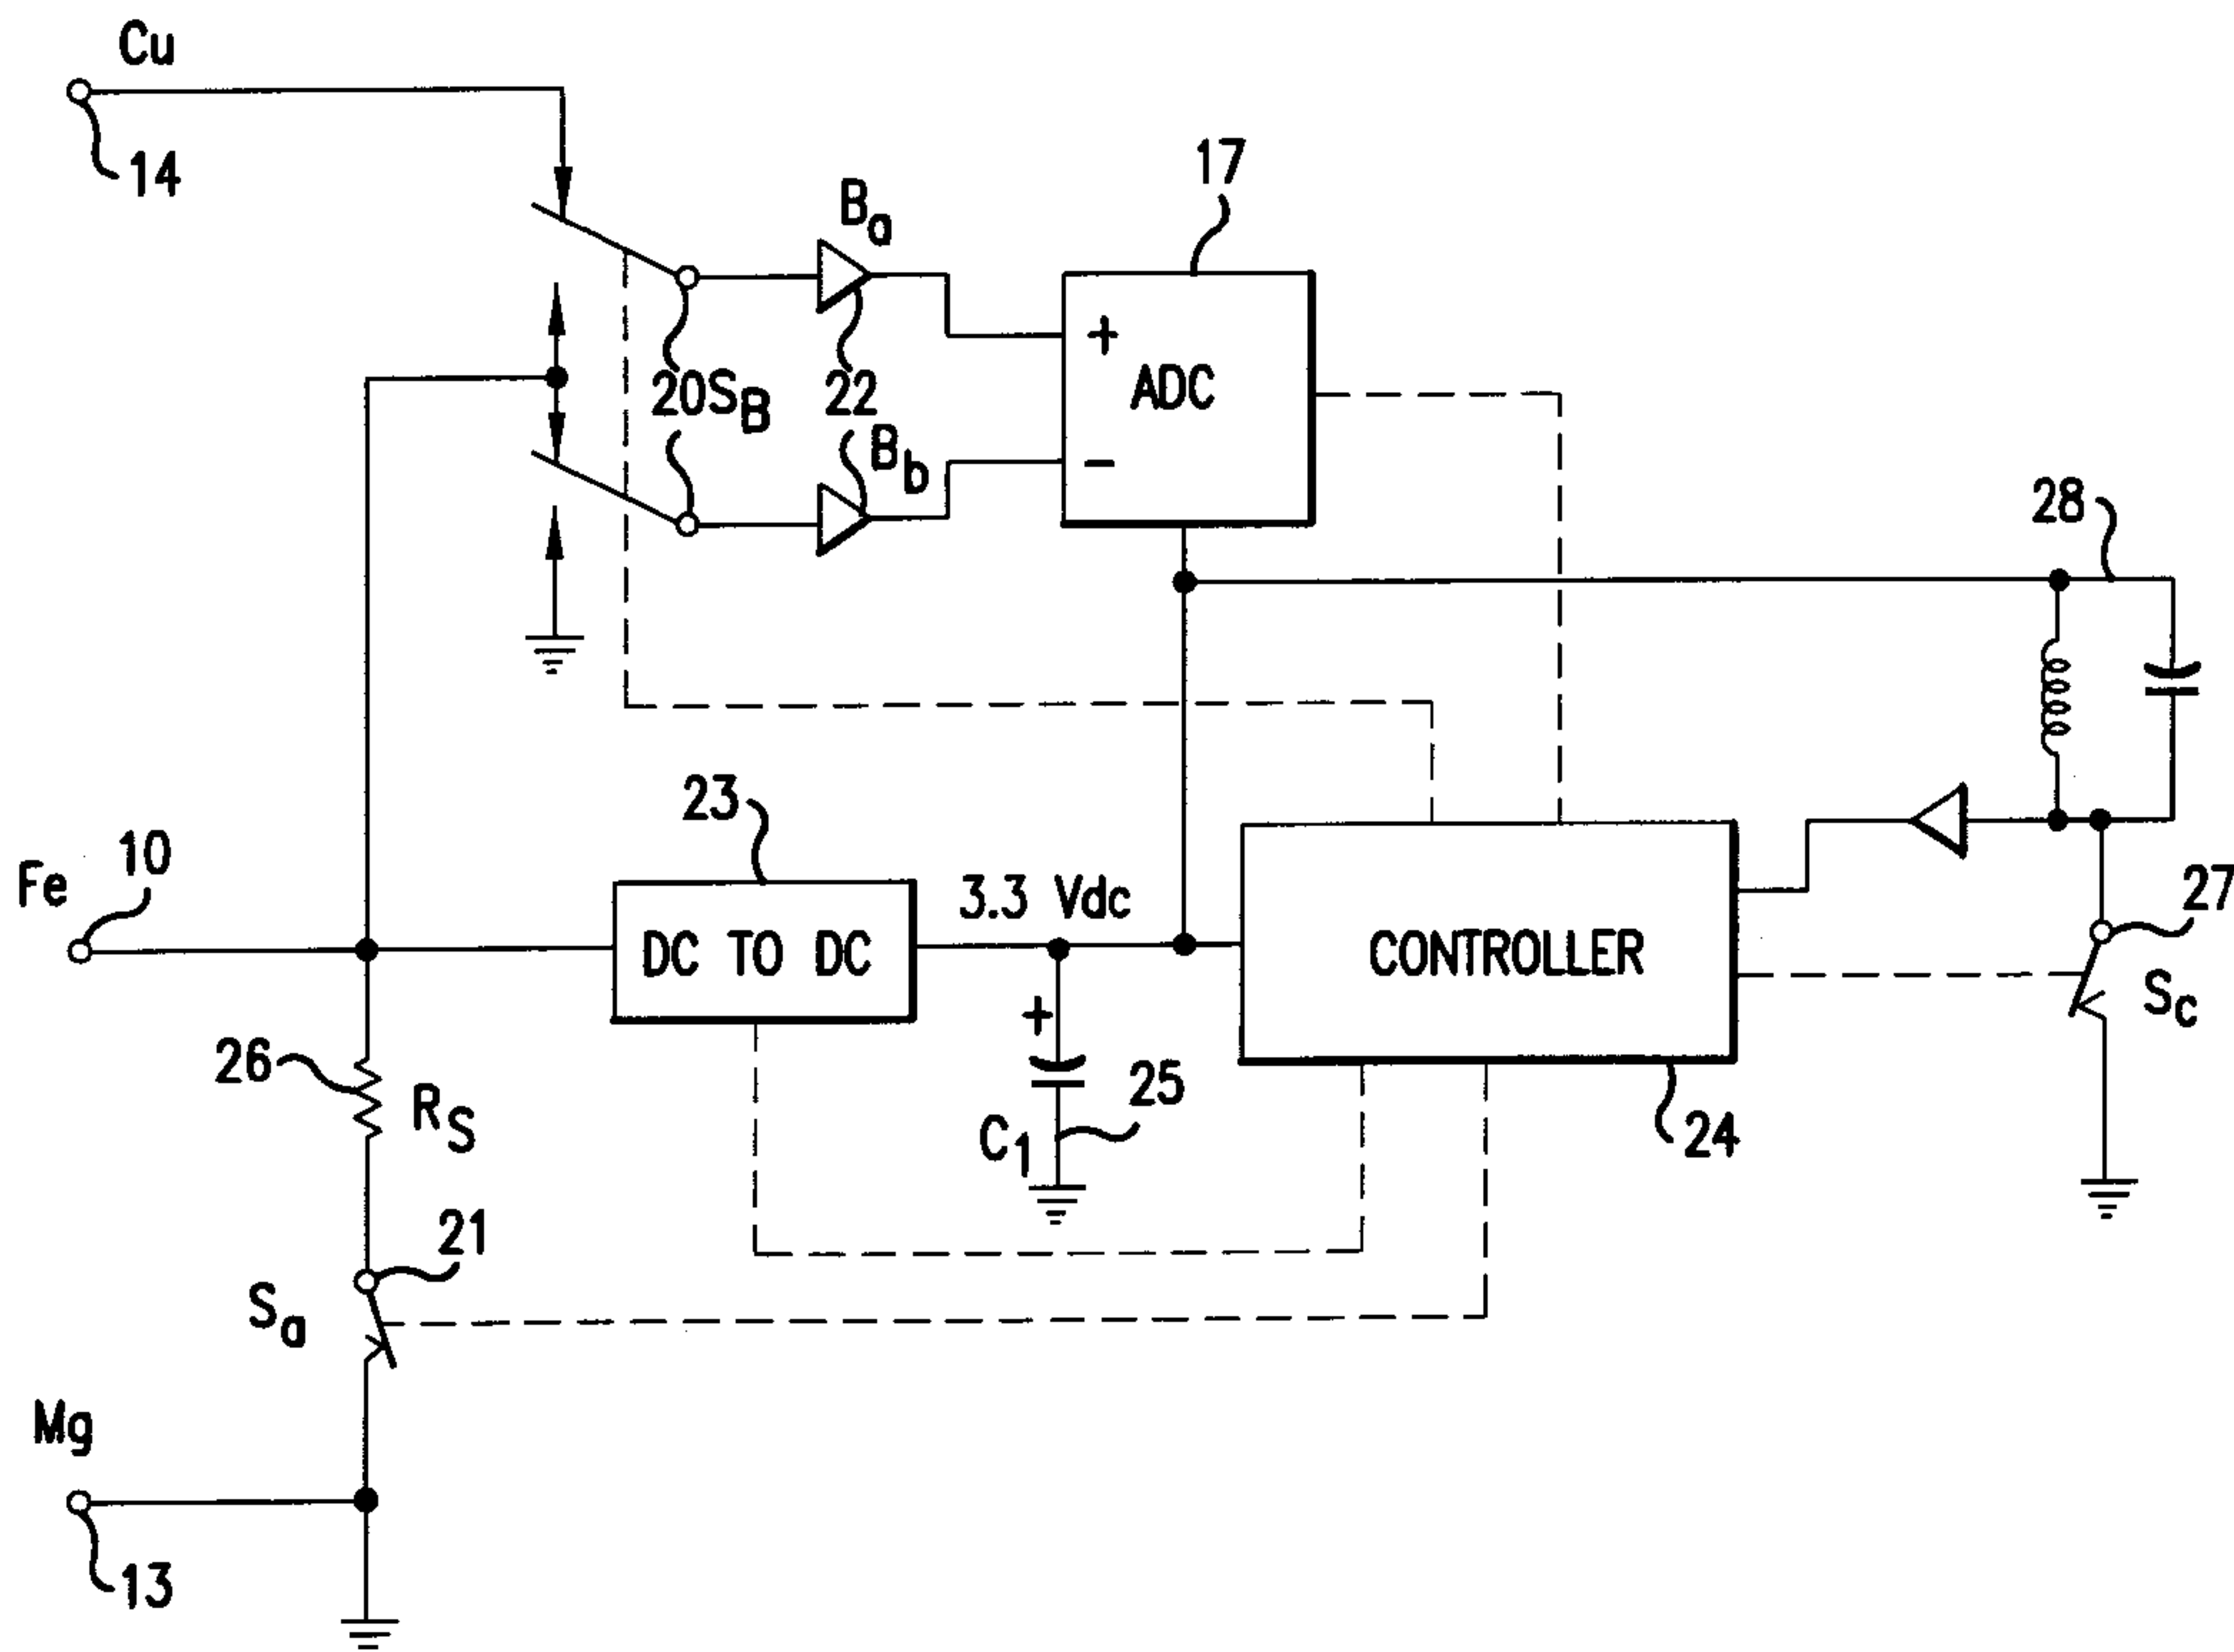 Cu
14
17
Ba
+
ADC
20SB
22
Bb
−
28
23
10
Fe
3.3 Vdc
DC TO DC
CONTROLLER
27
Sc
+
26
RS
25
C1
24
21
Sa
Mg
13